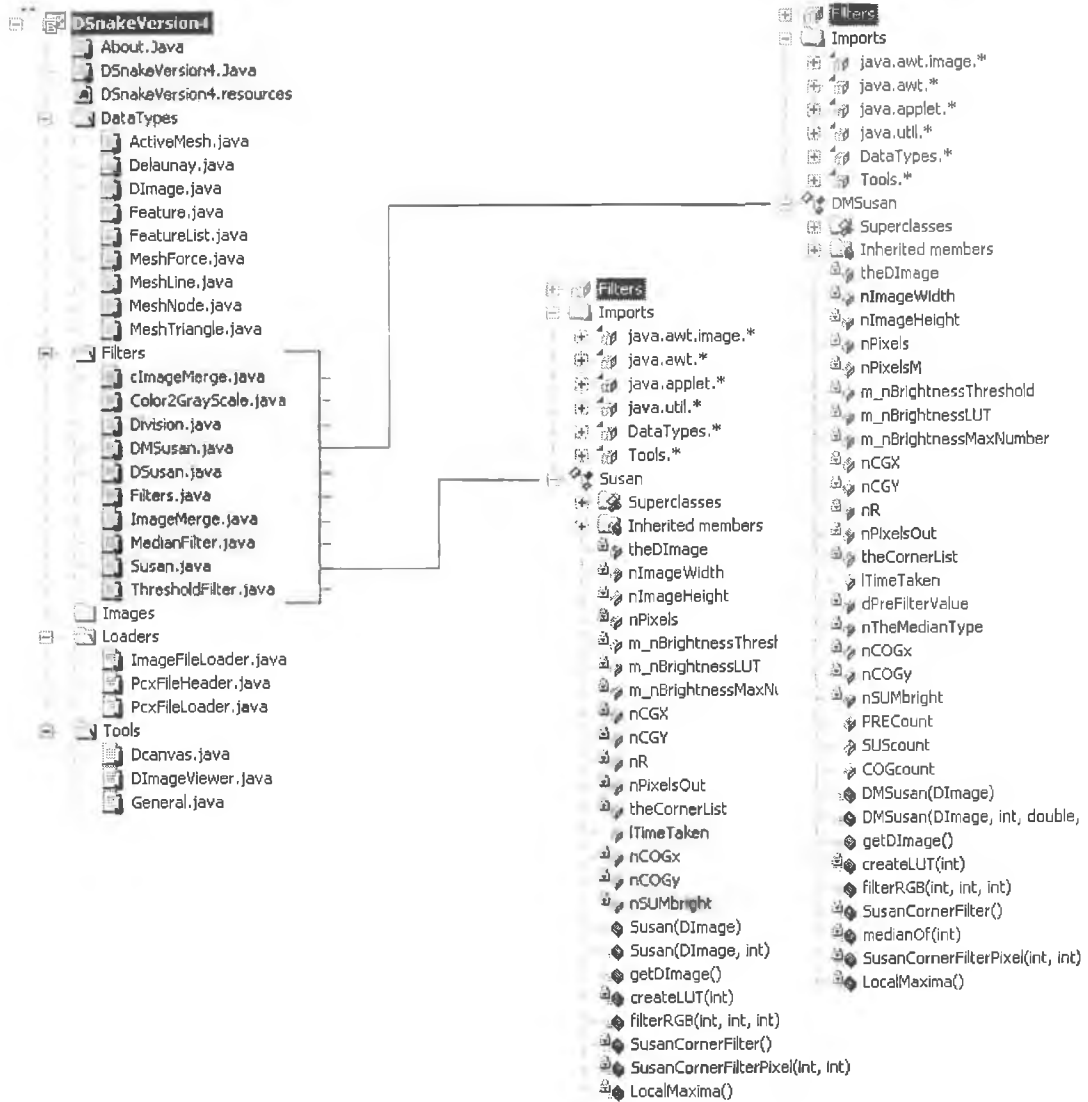 DSnakeVersion4
About.Java
DSnakeVersion4.Java
DSnakeVersion4.resources
DataTypes
ActiveMesh.java
Delaunay.java
DImage.java
Feature.java
FeatureList.java
MeshForce.java
MeshLine.java
MeshNode.java
MeshTriangle.java
Filters
cImageMerge.java
Color2GrayScale.java
Division.java
DMSusan.java
DSusan.java
Filters.java
ImageMerge.java
MedianFilter.java
Susan.java
ThresholdFilter.java
Images
Loaders
ImageFileLoader.java
PcxFileHeader.java
PcxFileLoader.java
Tools
Dcanvas.java
DImageViewer.java
General.java
Filters
Imports
java.awt.image.*
java.awt.*
java.applet.*
java.util.*
DataTypes.*
Tools.*
Susan
Superclasses
Inherited members
theDImage
nImageWidth
nImageHeight
nPixels
m_nBrightnessThresh
m_nBrightnessLUT
m_nBrightnessMaxNu
nCGX
nCGY
nR
nPixelsOut
theCornerList
lTimeTaken
nCOGx
nCOGy
nSUMbright
Susan(DImage)
Susan(DImage, int)
getDImage()
createLUT(int)
filterRGB(int, int, int)
SusanCornerFilter()
SusanCornerFilterPixel(int, int)
LocalMaxima()
Filters
Imports
java.awt.image.*
java.awt.*
java.applet.*
java.util.*
DataTypes.*
Tools.*
DMSusan
Superclasses
Inherited members
theDImage
nImageWidth
nImageHeight
nPixels
nPixelsM
m_nBrightnessThreshold
m_nBrightnessLUT
m_nBrightnessMaxNumber
nCGX
nCGY
nR
nPixelsOut
theCornerList
lTimeTaken
dPreFilterValue
nTheMedianType
nCOGx
nCOGy
nSUMbright
PRECount
SUScount
COGcount
DMSusan(DImage)
DMSusan(DImage, int, double,
getDImage()
createLUT(int)
filterRGB(int, int, int)
SusanCornerFilter()
medianOf(int)
SusanCornerFilterPixel(int, int)
LocalMaxima()